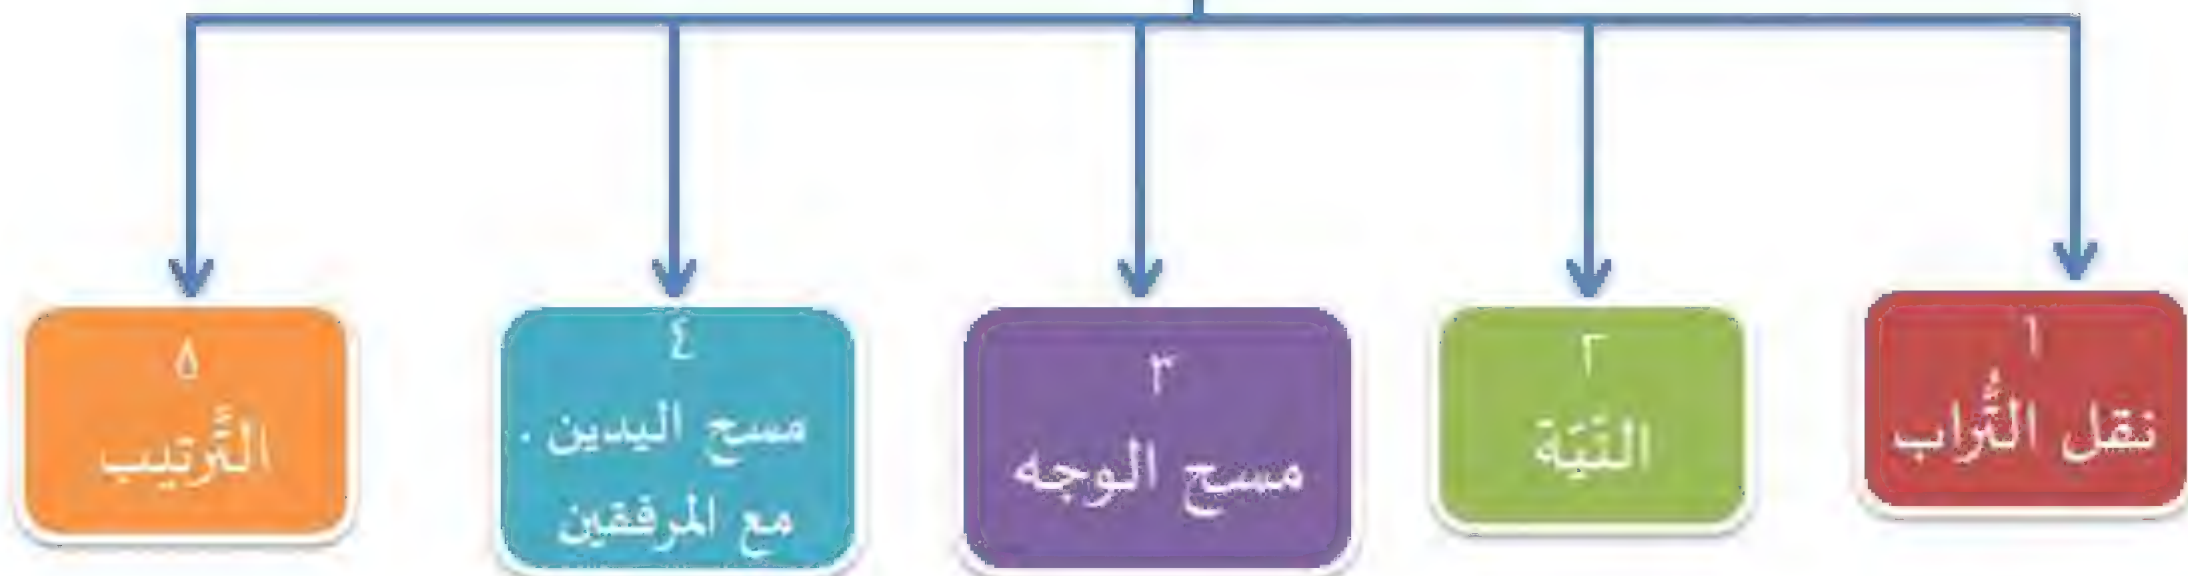 ١
نقل التُّراب
٢
النّيّة
٣
مسح الوجه
٤
مسح اليدين .
مع المرفقين
٥
التَّرتيب